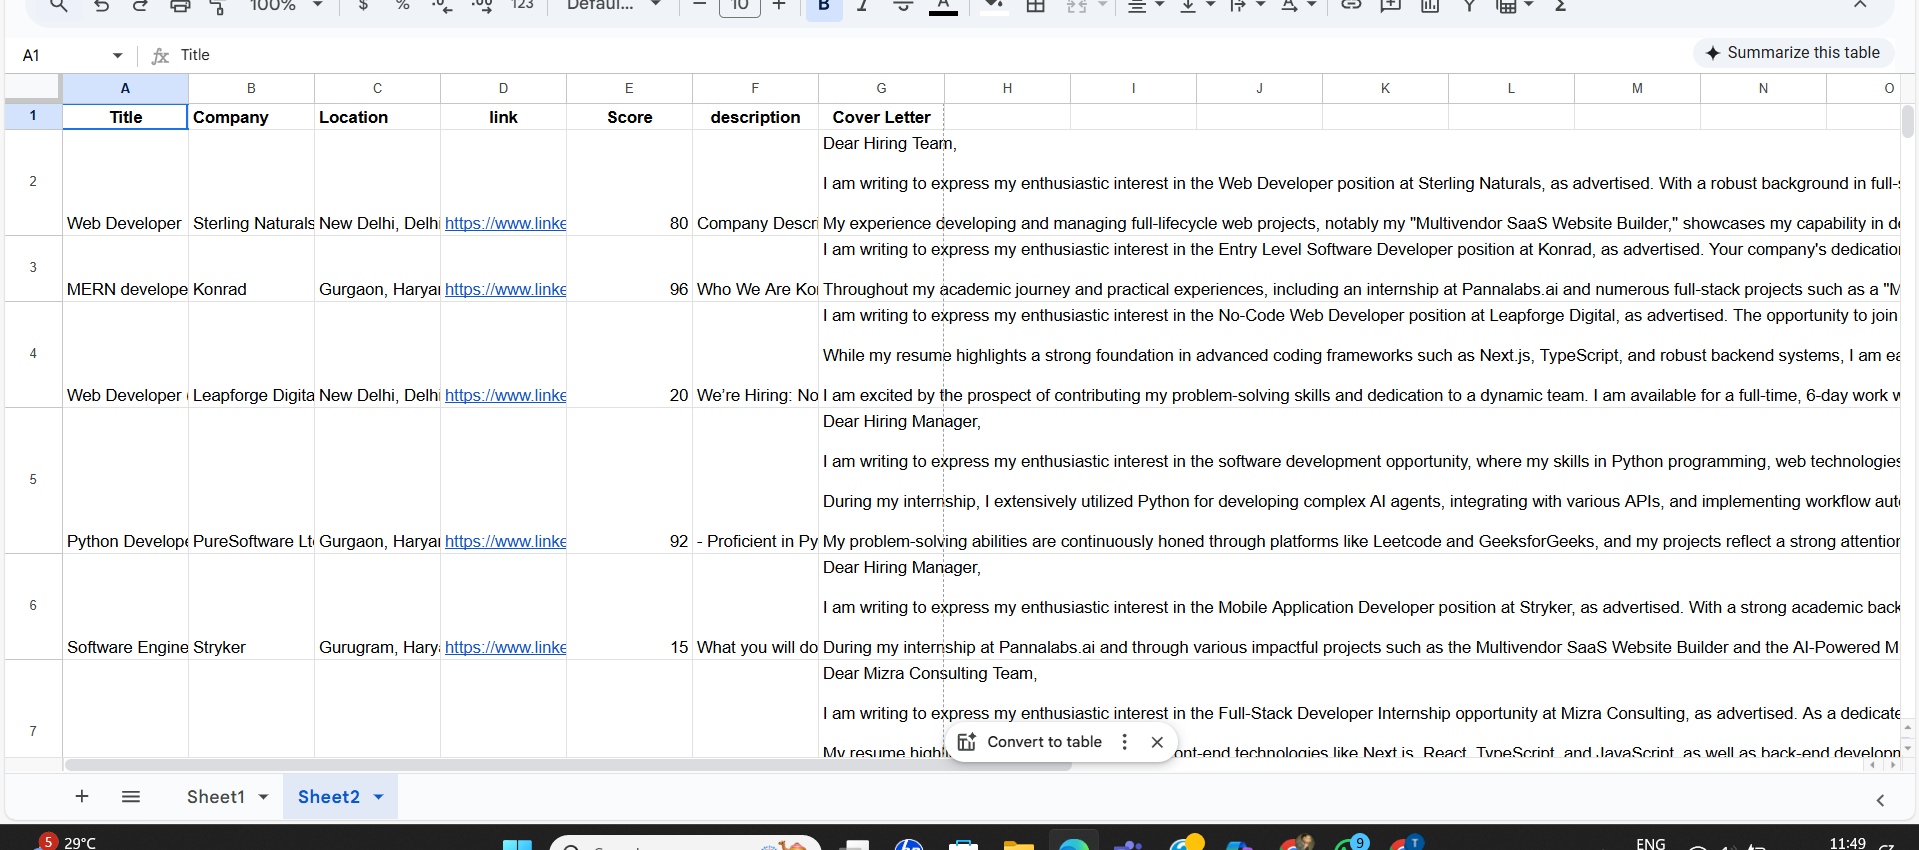 100%
$
%
.0
.00
123
Defaul...
10
B
I
A
A1
fx
Title
Summarize this table
A B C D E F G H I J K L M N O
1 Title Company Location link Score description Cover Letter
Dear Hiring Team,
2
I am writing to express my enthusiastic interest in the Web Developer position at Sterling Naturals, as advertised. With a robust background in full-
Web Developer Sterling Naturals New Delhi, Delhi https://www.linke 80 Company Descri My experience developing and managing full-lifecycle web projects, notably my "Multivendor SaaS Website Builder," showcases my capability in de
I am writing to express my enthusiastic interest in the Entry Level Software Developer position at Konrad, as advertised. Your company's dedication
3
MERN develope Konrad Gurgaon, Haryan https://www.linke 96 Who We Are Kon Throughout my academic journey and practical experiences, including an internship at Pannalabs.ai and numerous full-stack projects such as a "M
I am writing to express my enthusiastic interest in the No-Code Web Developer position at Leapforge Digital, as advertised. The opportunity to join
4
While my resume highlights a strong foundation in advanced coding frameworks such as Next.js, TypeScript, and robust backend systems, I am ea
Web Developer ( Leapforge Digita New Delhi, Delhi https://www.linke 20 We're Hiring: No I am excited by the prospect of contributing my problem-solving skills and dedication to a dynamic team. I am available for a full-time, 6-day work w
Dear Hiring Manager,
I am writing to express my enthusiastic interest in the software development opportunity, where my skills in Python programming, web technologies
5
During my internship, I extensively utilized Python for developing complex AI agents, integrating with various APIs, and implementing workflow aut
Python Develope PureSoftware Lt Gurgaon, Haryan https://www.linke 92 - Proficient in Py My problem-solving abilities are continuously honed through platforms like Leetcode and GeeksforGeeks, and my projects reflect a strong attention
Dear Hiring Manager,
6
I am writing to express my enthusiastic interest in the Mobile Application Developer position at Stryker, as advertised. With a strong academic back
Software Engine Stryker Gurugram, Hary https://www.linke 15 What you will do During my internship at Pannalabs.ai and through various impactful projects such as the Multivendor SaaS Website Builder and the AI-Powered M
Dear Mizra Consulting Team,
I am writing to express my enthusiastic interest in the Full-Stack Developer Internship opportunity at Mizra Consulting, as advertised. As a dedicate
7
My resume highl ont-end technologies like Next.js, React, TypeScript, and JavaScript, as well as back-end developm
Convert to table
Sheet1
Sheet2
5
29°C
hp
9
T
ENG
11:49